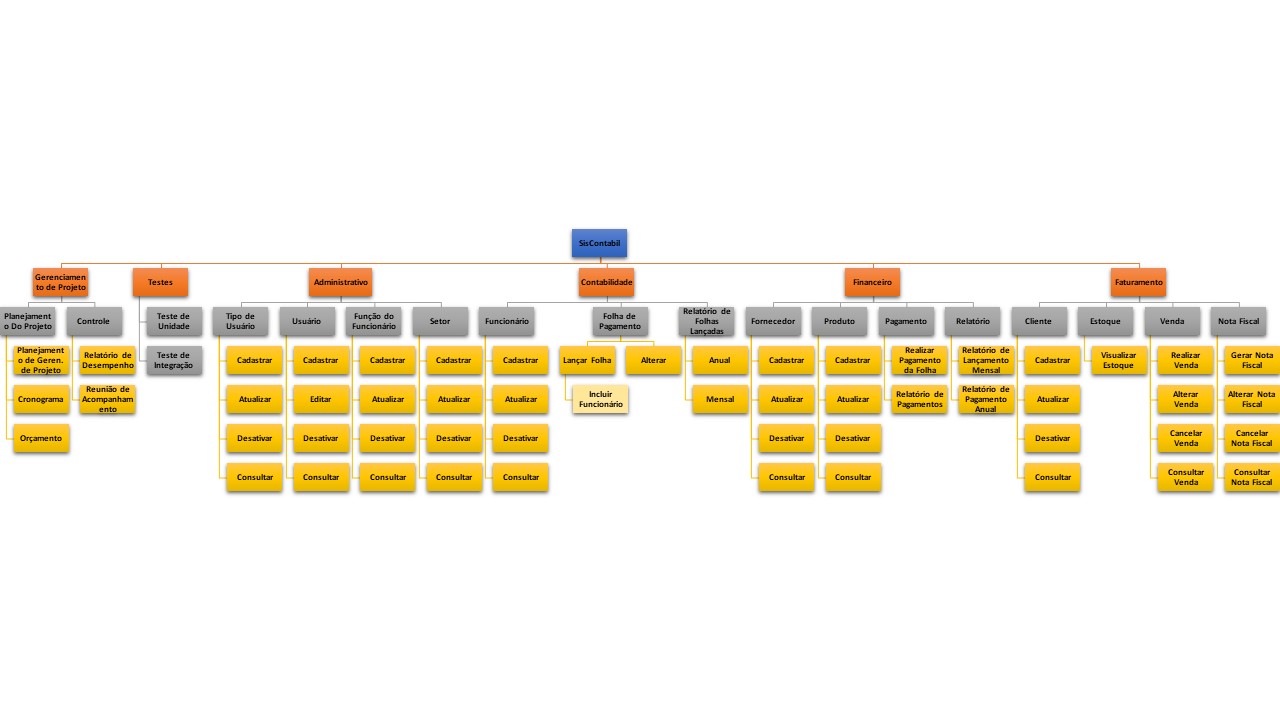 SisContabil
Gerenciamen
to de Projeto
Testes
Administrativo
Contabilidade
Financeiro
Faturamento
Planejament
o Do Projeto
Controle
Teste de
Unidade
Tipo de
Usuário
Usuário
Função do
Funcionário
Setor
Funcionário
Folha de
Pagamento
Relatório de
Folhas
Lançadas
Fornecedor
Produto
Pagamento
Relatório
Cliente
Estoque
Venda
Nota Fiscal
Planejament
o de Geren.
de Projeto
Relatório de
Desempenho
Teste de
Integração
Cadastrar
Cadastrar
Cadastrar
Cadastrar
Cadastrar
Lançar Folha
Alterar
Anual
Cadastrar
Cadastrar
Realizar
Pagamento
da Folha
Relatório de
Lançamento
Mensal
Cadastrar
Visualizar
Estoque
Realizar
Venda
Gerar Nota
Fiscal
Cronograma
Reunião de
Acompanham
ento
Atualizar
Editar
Atualizar
Atualizar
Atualizar
Incluir
Funcionário
Mensal
Atualizar
Atualizar
Relatório de
Pagamentos
Relatório de
Pagamento
Anual
Atualizar
Alterar
Venda
Alterar Nota
Fiscal
Orçamento
Desativar
Desativar
Desativar
Desativar
Desativar
Desativar
Desativar
Desativar
Cancelar
Venda
Cancelar
Nota Fiscal
Consultar
Consultar
Consultar
Consultar
Consultar
Consultar
Consultar
Consultar
Consultar
Venda
Consultar
Nota Fiscal